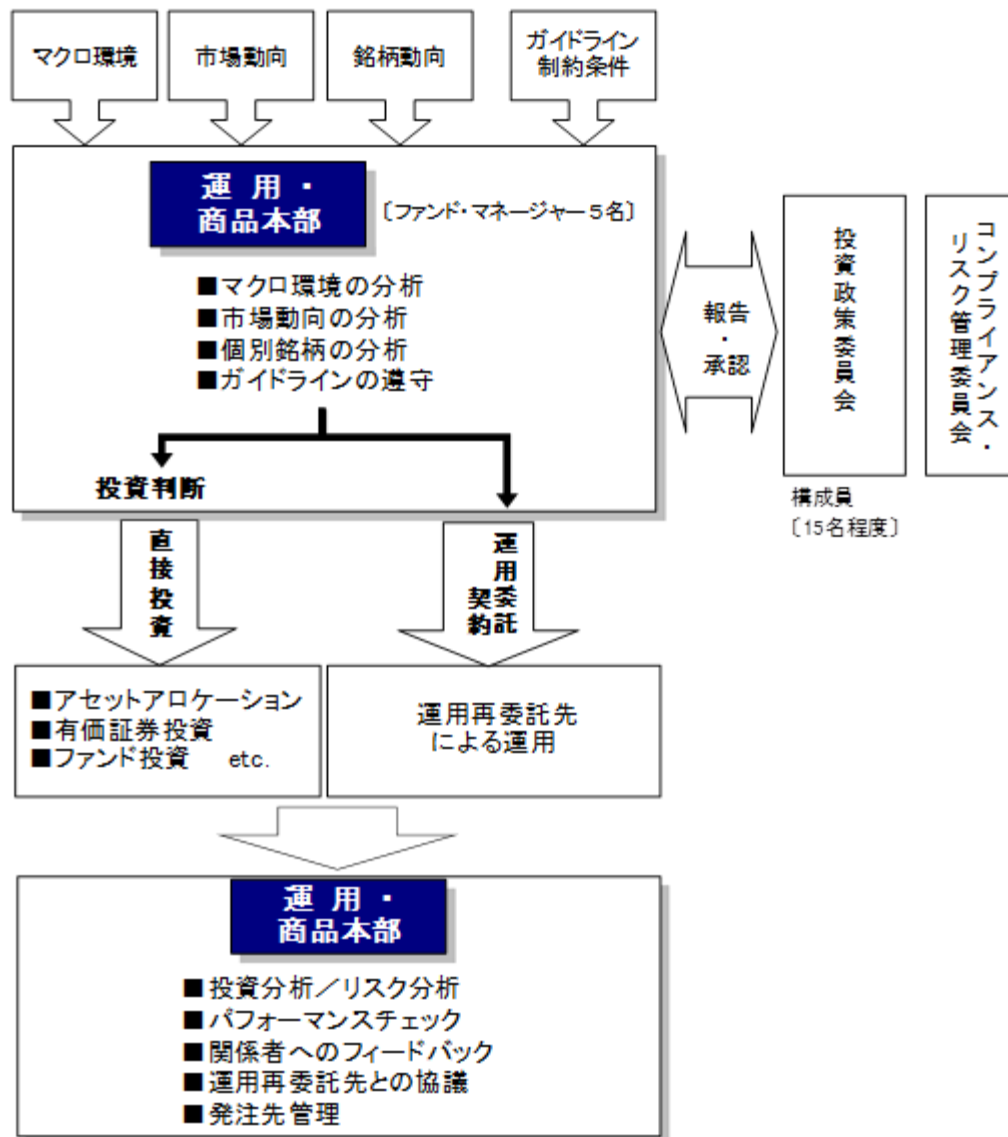 マクロ環境
市場動向
銘柄動向
ガイドライン
制約条件
運 用 ・
商品本部
〔ファンド・マネージャー５名〕
■マクロ環境の分析
■市場動向の分析
■個別銘柄の分析
■ガイドラインの遵守
投資判断
報告
・
承認
投資政策委員会
コンプライアンス・
リスク管理委員会
構成員
〔15名程度〕
直接投資
運用委託
契約
■アセットアロケーション
■有価証券投資
■ファンド投資 etc.
運用再委託先
による運用
運 用 ・
商品本部
■投資分析／リスク分析
■パフォーマンスチェック
■関係者へのフィードバック
■運用再委託先との協議
■発注先管理